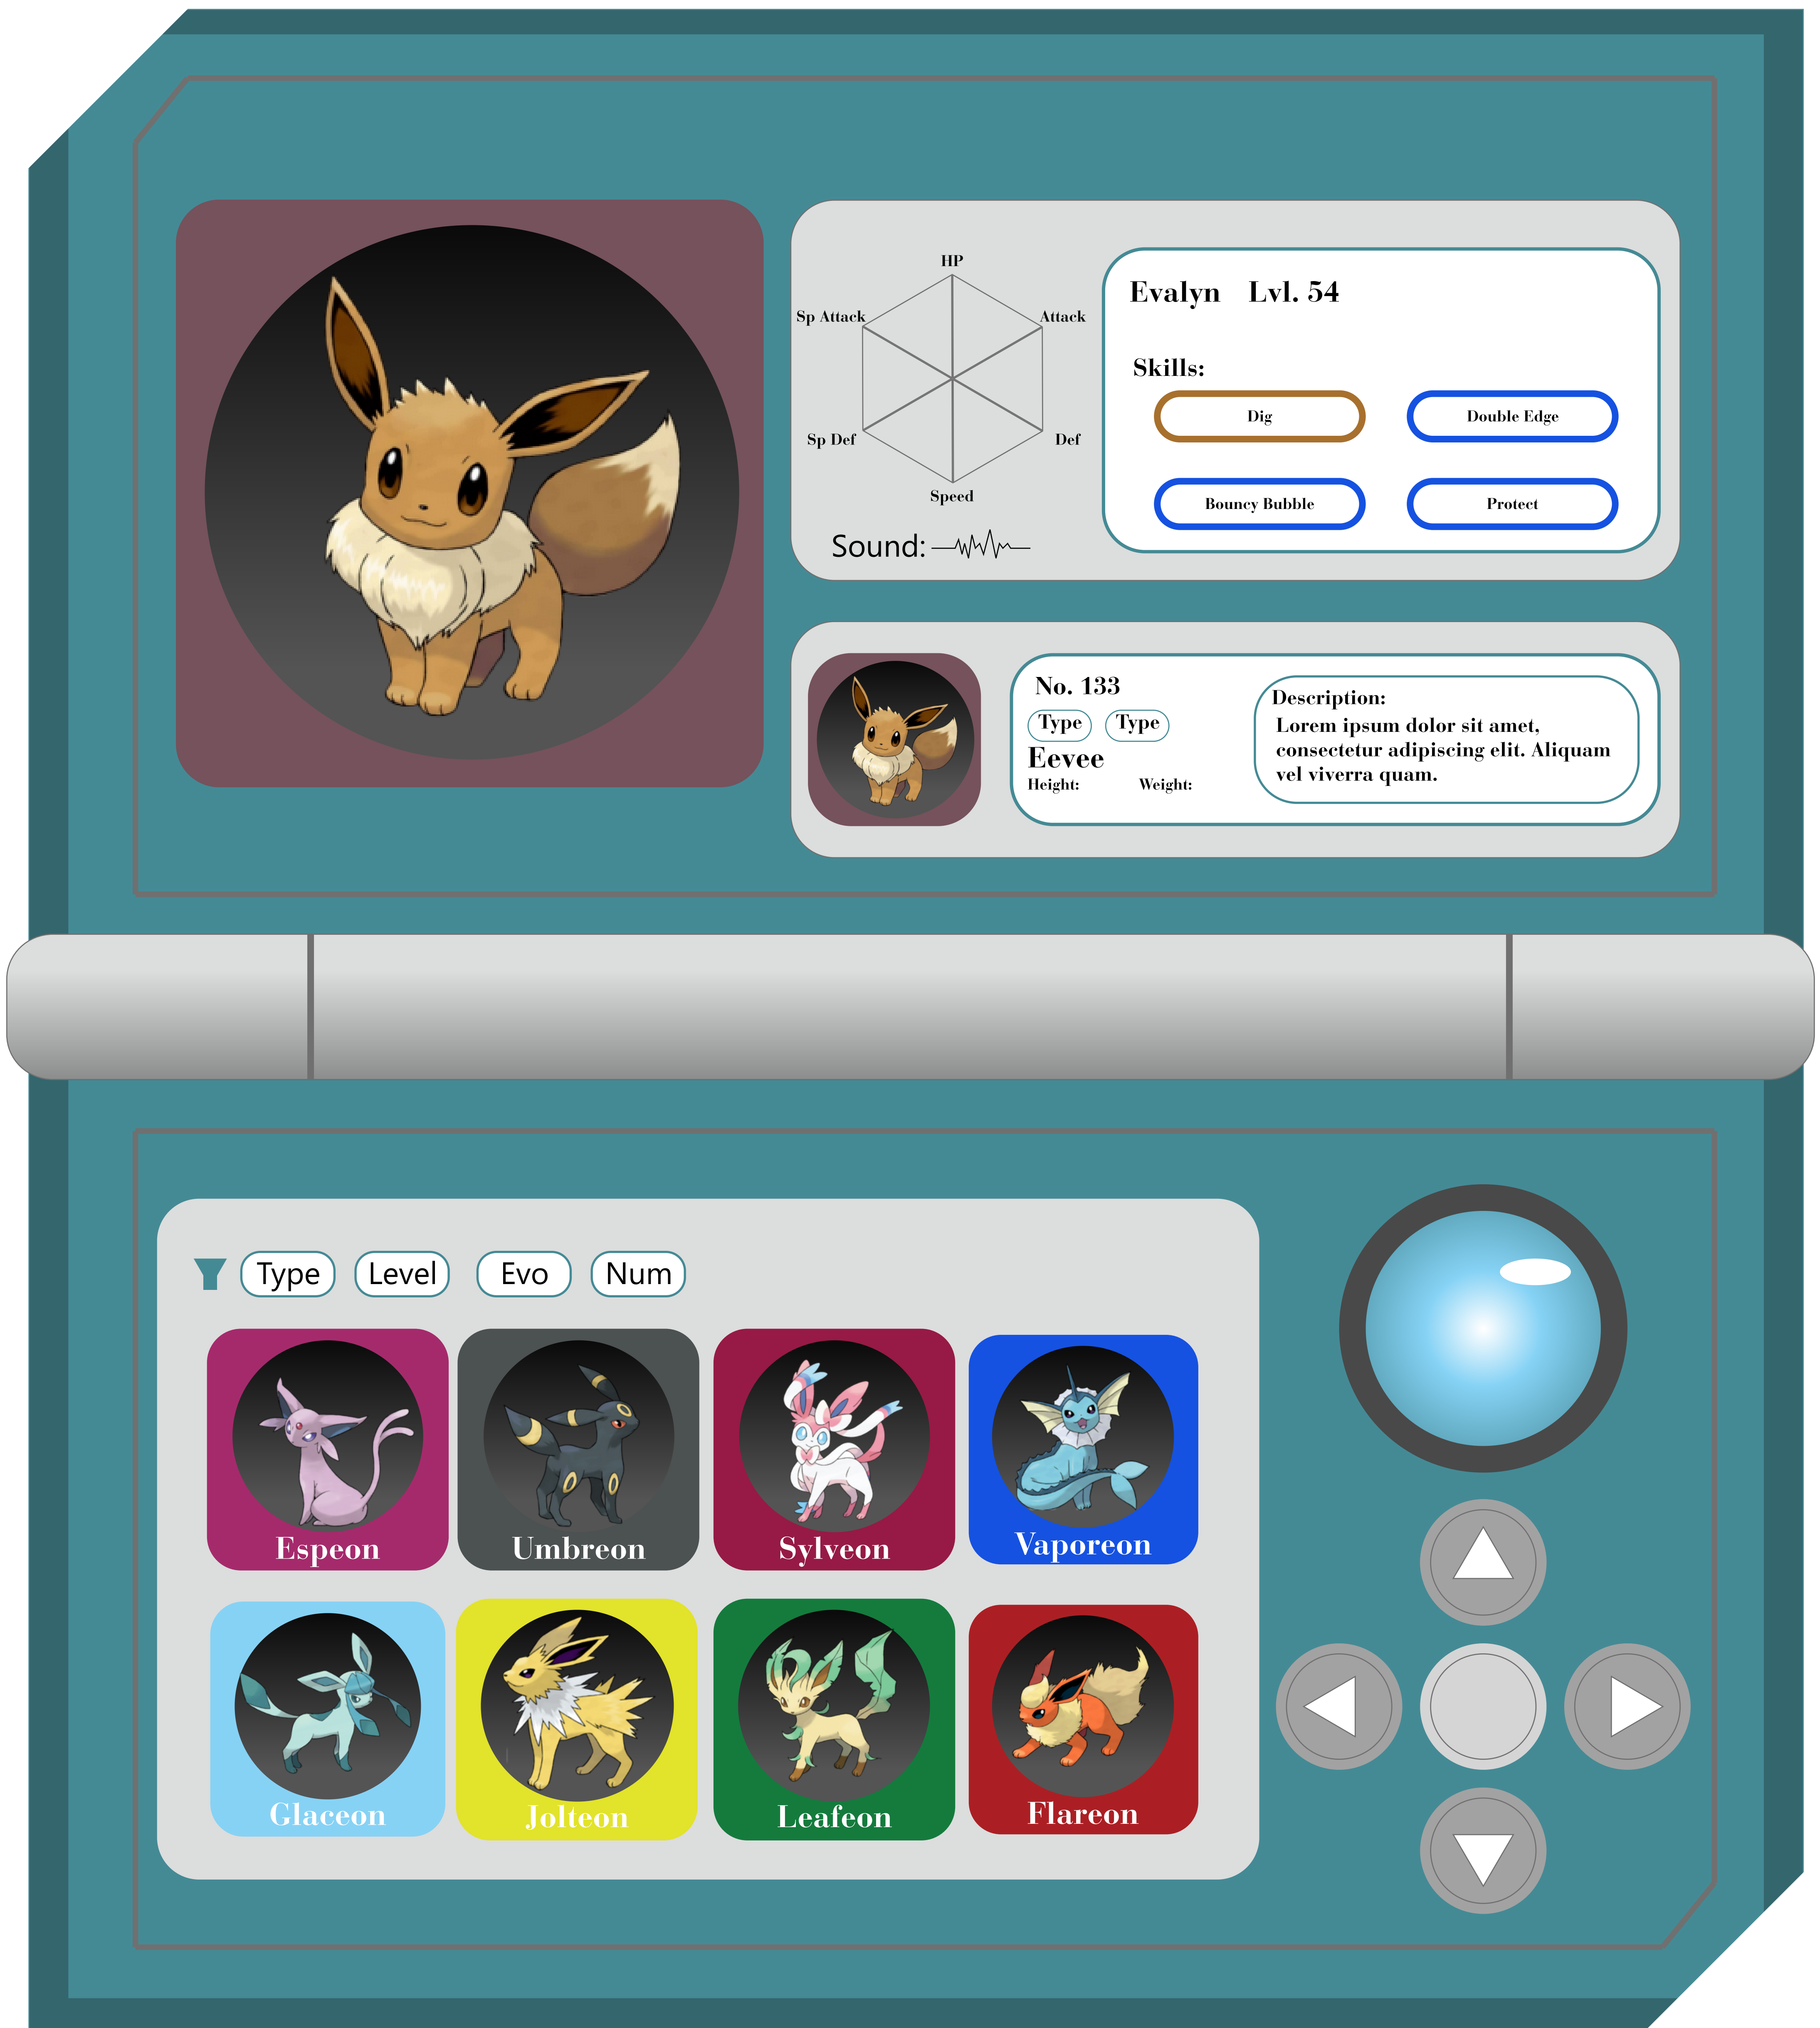 HP
Sp Attack
Attack
Sp Def
Def
Speed
Sound:
Evalyn Lvl. 54
Skills:
Dig
Double Edge
Bouncy Bubble
Protect
No. 133
Type Type
Eevee
Height: Weight:
Description:
Lorem ipsum dolor sit amet,
consectetur adipiscing elit. Aliquam
vel viverra quam.
Type Level Evo Num
Espeon
Umbreon
Sylveon
Vaporeon
Glaceon
Jolteon
Leafeon
Flareon